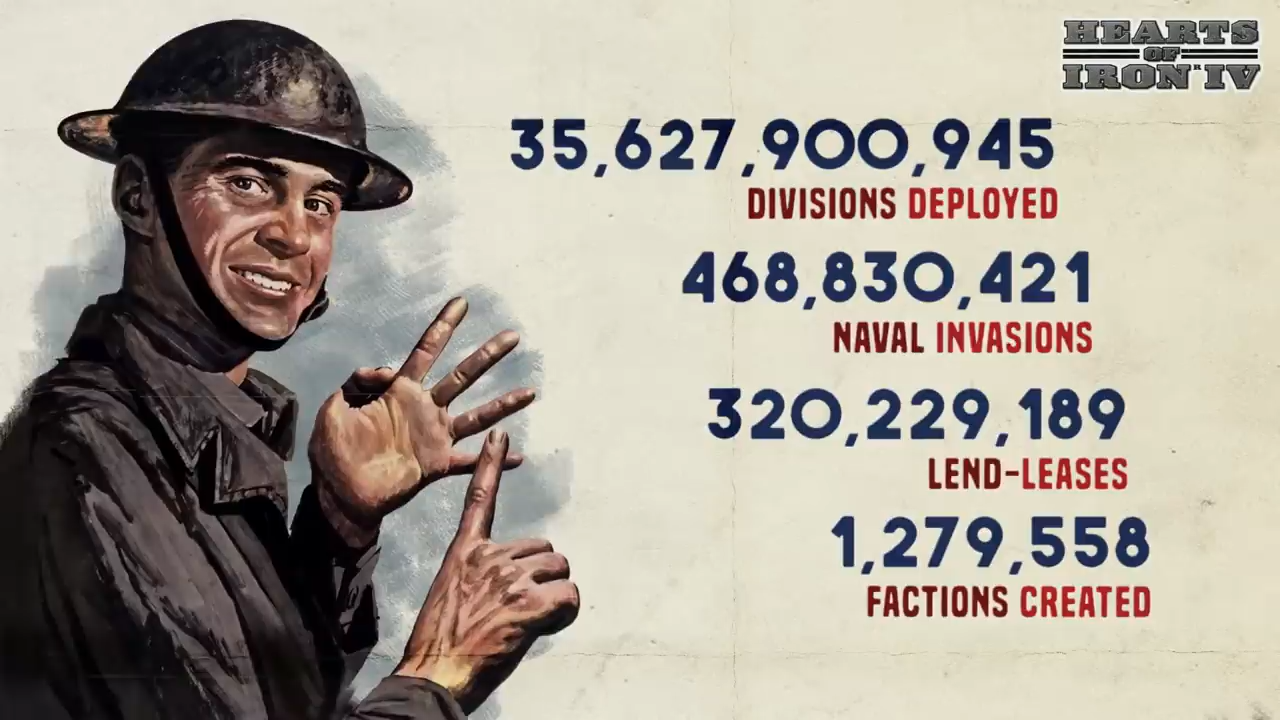 HEARTS
OF
IRON IV
35,627,900,945
DIVISIONS DEPLOYED
468,830,421
NAVAL INVASIONS
320,229,189
LEND-LEASES
1,279,558
FACTIONS CREATED